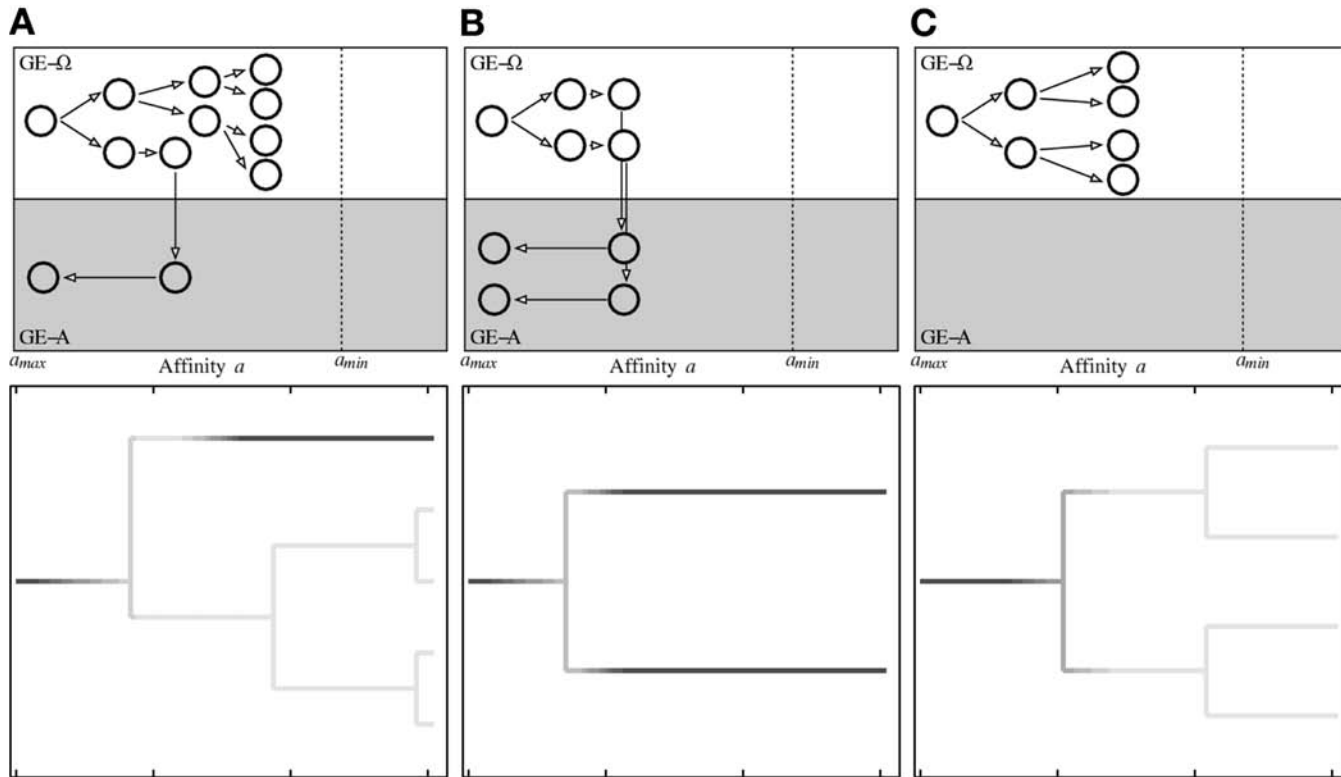 A B C
GE–Ω GE–Ω GE–Ω
GE–A GE–A GE–A
a_max Affinity a a_min a_max Affinity a a_min a_max Affinity a a_min